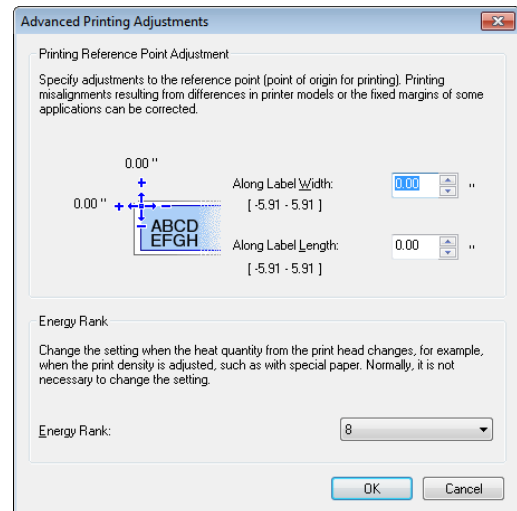 Advanced Printing Adjustments
Printing Reference Point Adjustment
Specify adjustments to the reference point (point of origin for printing). Printing
misalignments resulting from differences in printer models or the fixed margins of some
applications can be corrected.
0.00 "
0.00 "
ABCD
EFGH
Along Label Width:
0.00 "
[ -5.91 - 5.91 ]
Along Label Length:
0.00 "
[ -5.91 - 5.91 ]
Energy Rank
Change the setting when the heat quantity from the print head changes, for example,
when the print density is adjusted, such as with special paper. Normally, it is not
necessary to change the setting.
Energy Rank:
8
OK
Cancel